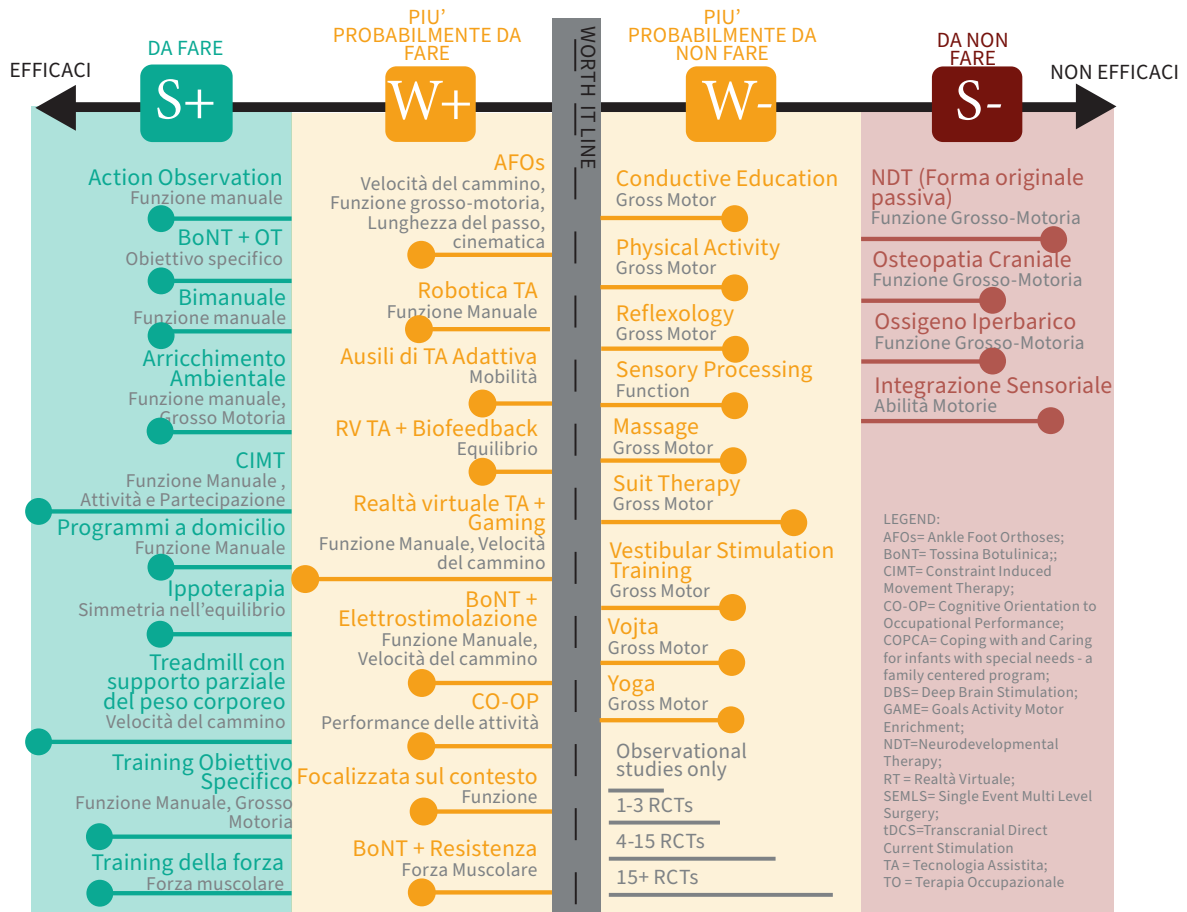 EFFICACI
DA FARE
S+
PIU'
PROBABILMENTE DA
FARE
W+
WORTH IT LINE
PIU'
PROBABILMENTE DA
NON FARE
W-
DA NON
FARE
S-
NON EFFICACI
Action Observation
Funzione manuale
BoNT + OT
Obiettivo specifico
Bimanuale
Funzione manuale
Arricchimento
Ambientale
Funzione manuale,
Grosso Motoria
CIMT
Funzione Manuale ,
Attività e Partecipazione
Programmi a domicilio
Funzione Manuale
Ippoterapia
Simmetria nell'equilibrio
Treadmill con
supporto parziale
del peso corporeo
Velocità del cammino
Training Obiettivo
Specifico
Funzione Manuale, Grosso
Motoria
Training della forza
Forza muscolare
AFOs
Velocità del cammino,
Funzione grosso-motoria,
Lunghezza del passo,
cinematica
Robotica TA
Funzione Manuale
Ausili di TA Adattiva
Mobilità
RV TA + Biofeedback
Equilibrio
Realtà virtuale TA +
Gaming
Funzione Manuale, Velocità
del cammino
BoNT +
Elettrostimolazione
Funzione Manuale,
Velocità del cammino
CO-OP
Performance delle attività
Focalizzata sul contesto
Funzione
BoNT + Resistenza
Forza Muscolare
Conductive Education
Gross Motor
Physical Activity
Gross Motor
Reflexology
Gross Motor
Sensory Processing
Function
Massage
Gross Motor
Suit Therapy
Gross Motor
Vestibular Stimulation
Training
Gross Motor
Vojta
Gross Motor
Yoga
Gross Motor
Observational
studies only
1-3 RCTs
4-15 RCTs
15+ RCTs
NDT (Forma originale
passiva)
Funzione Grosso-Motoria
Osteopatia Craniale
Funzione Grosso-Motoria
Ossigeno Iperbarico
Funzione Grosso-Motoria
Integrazione Sensoriale
Abilità Motorie
LEGEND:
AFOs= Ankle Foot Orthoses;
BoNT= Tossina Botulinica;;
CIMT= Constraint Induced
Movement Therapy;
CO-OP= Cognitive Orientation to
Occupational Performance;
COPCA= Coping with and Caring
for infants with special needs - a
family centered program;
DBS= Deep Brain Stimulation;
GAME= Goals Activity Motor
Enrichment;
NDT=Neurodevelopmental
Therapy;
RT = Realtà Virtuale;
SEMLS= Single Event Multi Level
Surgery;
tDCS=Transcranial Direct
Current Stimulation
TA = Tecnologia Assistita;
TO = Terapia Occupazionale